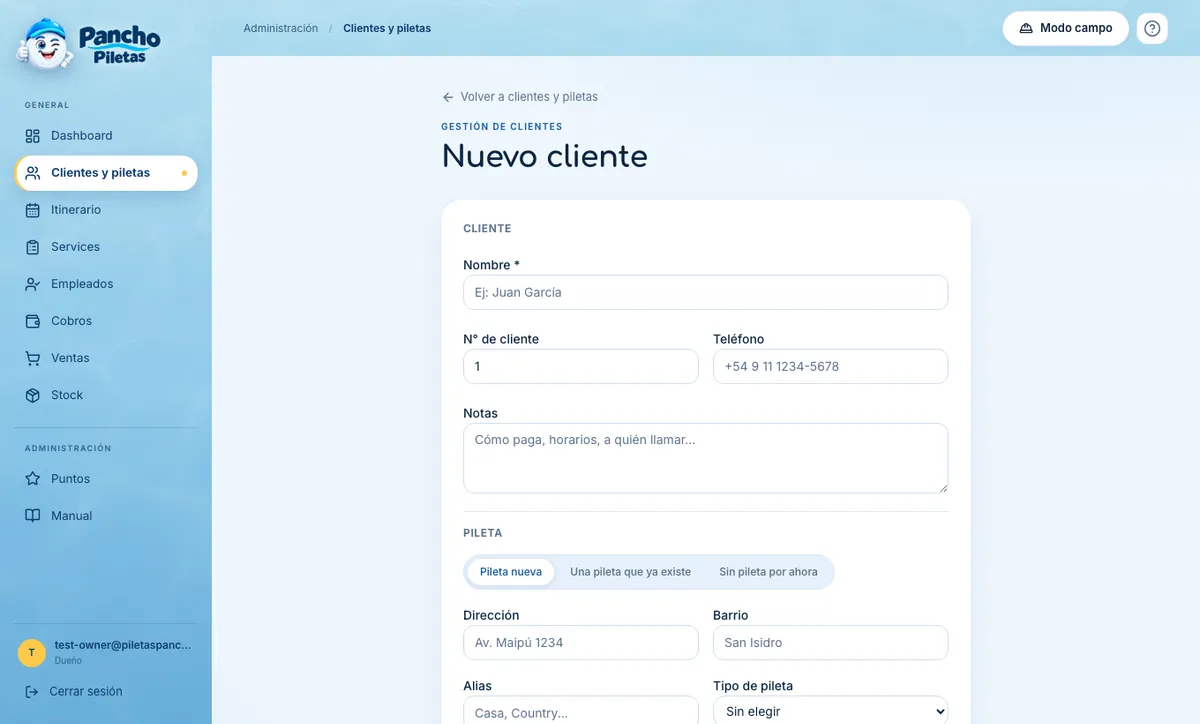 Pancho
Piletas
Administración / Clientes y piletas
Modo campo
?
GENERAL
Dashboard
Clientes y piletas
Itinerario
Services
Empleados
Cobros
Ventas
Stock
ADMINISTRACIÓN
Puntos
Manual
T
test-owner@piletaspanc...
Dueño
Cerrar sesión
Volver a clientes y piletas
GESTIÓN DE CLIENTES
Nuevo cliente
CLIENTE
Nombre *
Ej: Juan García
N° de cliente
1
Teléfono
+54 9 11 1234-5678
Notas
Cómo paga, horarios, a quién llamar...
PILETA
Pileta nueva
Una pileta que ya existe
Sin pileta por ahora
Dirección
Av. Maipú 1234
Barrio
San Isidro
Alias
Casa, Country...
Tipo de pileta
Sin elegir